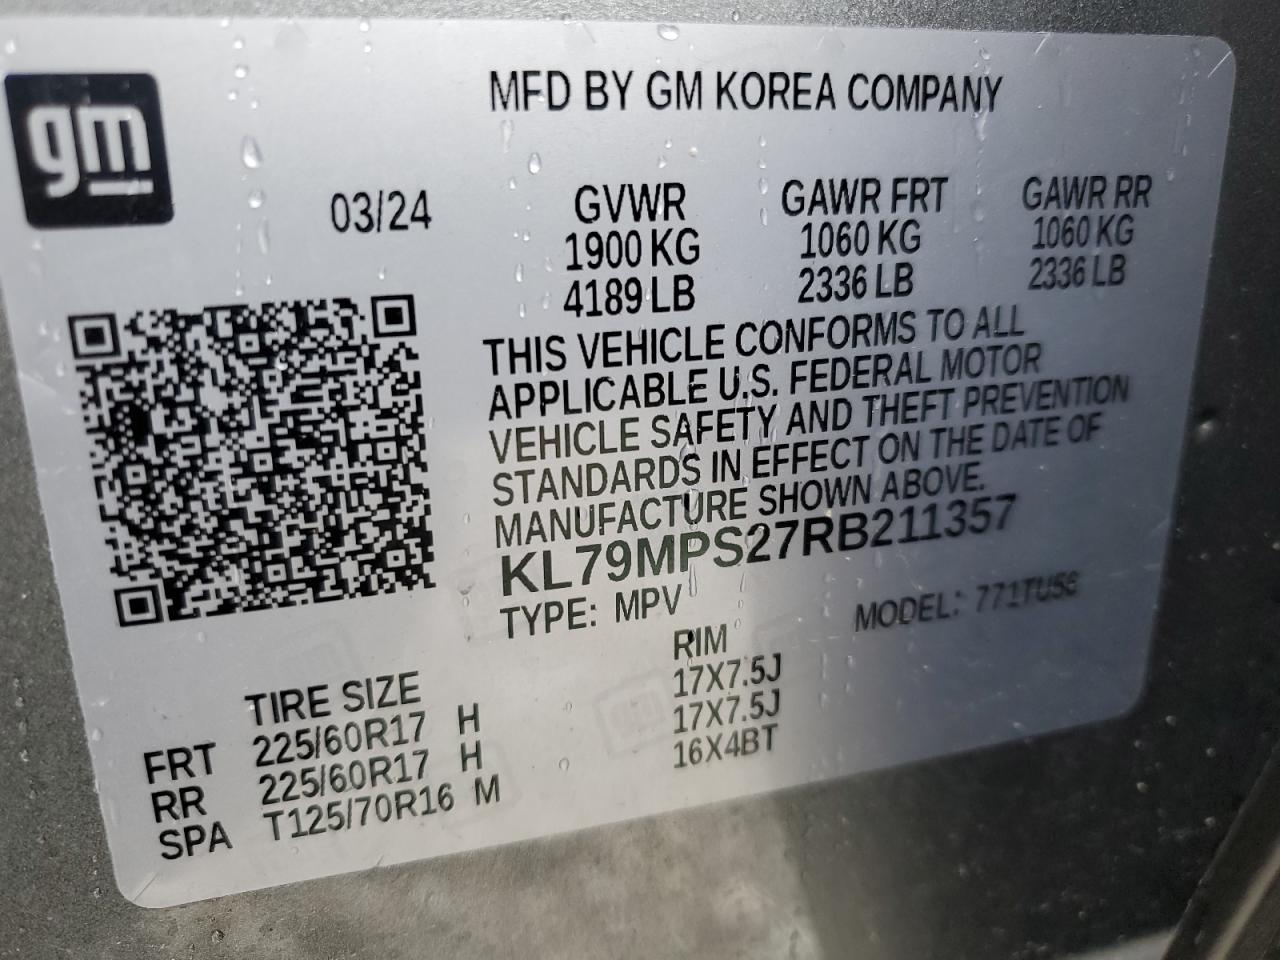 gm
MFD BY GM KOREA COMPANY
03/24
GVWR GAWR FRT GAWR RR
1900 KG 1060 KG 1060 KG
4189 LB 2336 LB 2336 LB
THIS VEHICLE CONFORMS TO ALL
APPLICABLE U.S. FEDERAL MOTOR
VEHICLE SAFETY AND THEFT PREVENTION
STANDARDS IN EFFECT ON THE DATE OF
MANUFACTURE SHOWN ABOVE.
KL79MPS27RB211357
TYPE: MPV MODEL: 771TU56
TIRE SIZE RIM
FRT 225/60R17 H 17X7.5J
RR 225/60R17 H 17X7.5J
SPA T125/70R16 M 16X4BT